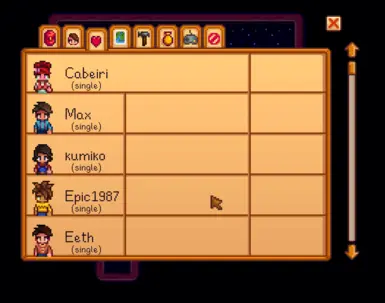 Cabeiri
(single)
Max
(single)
kumiko
(single)
Epic1987
(single)
Eeth
(single)